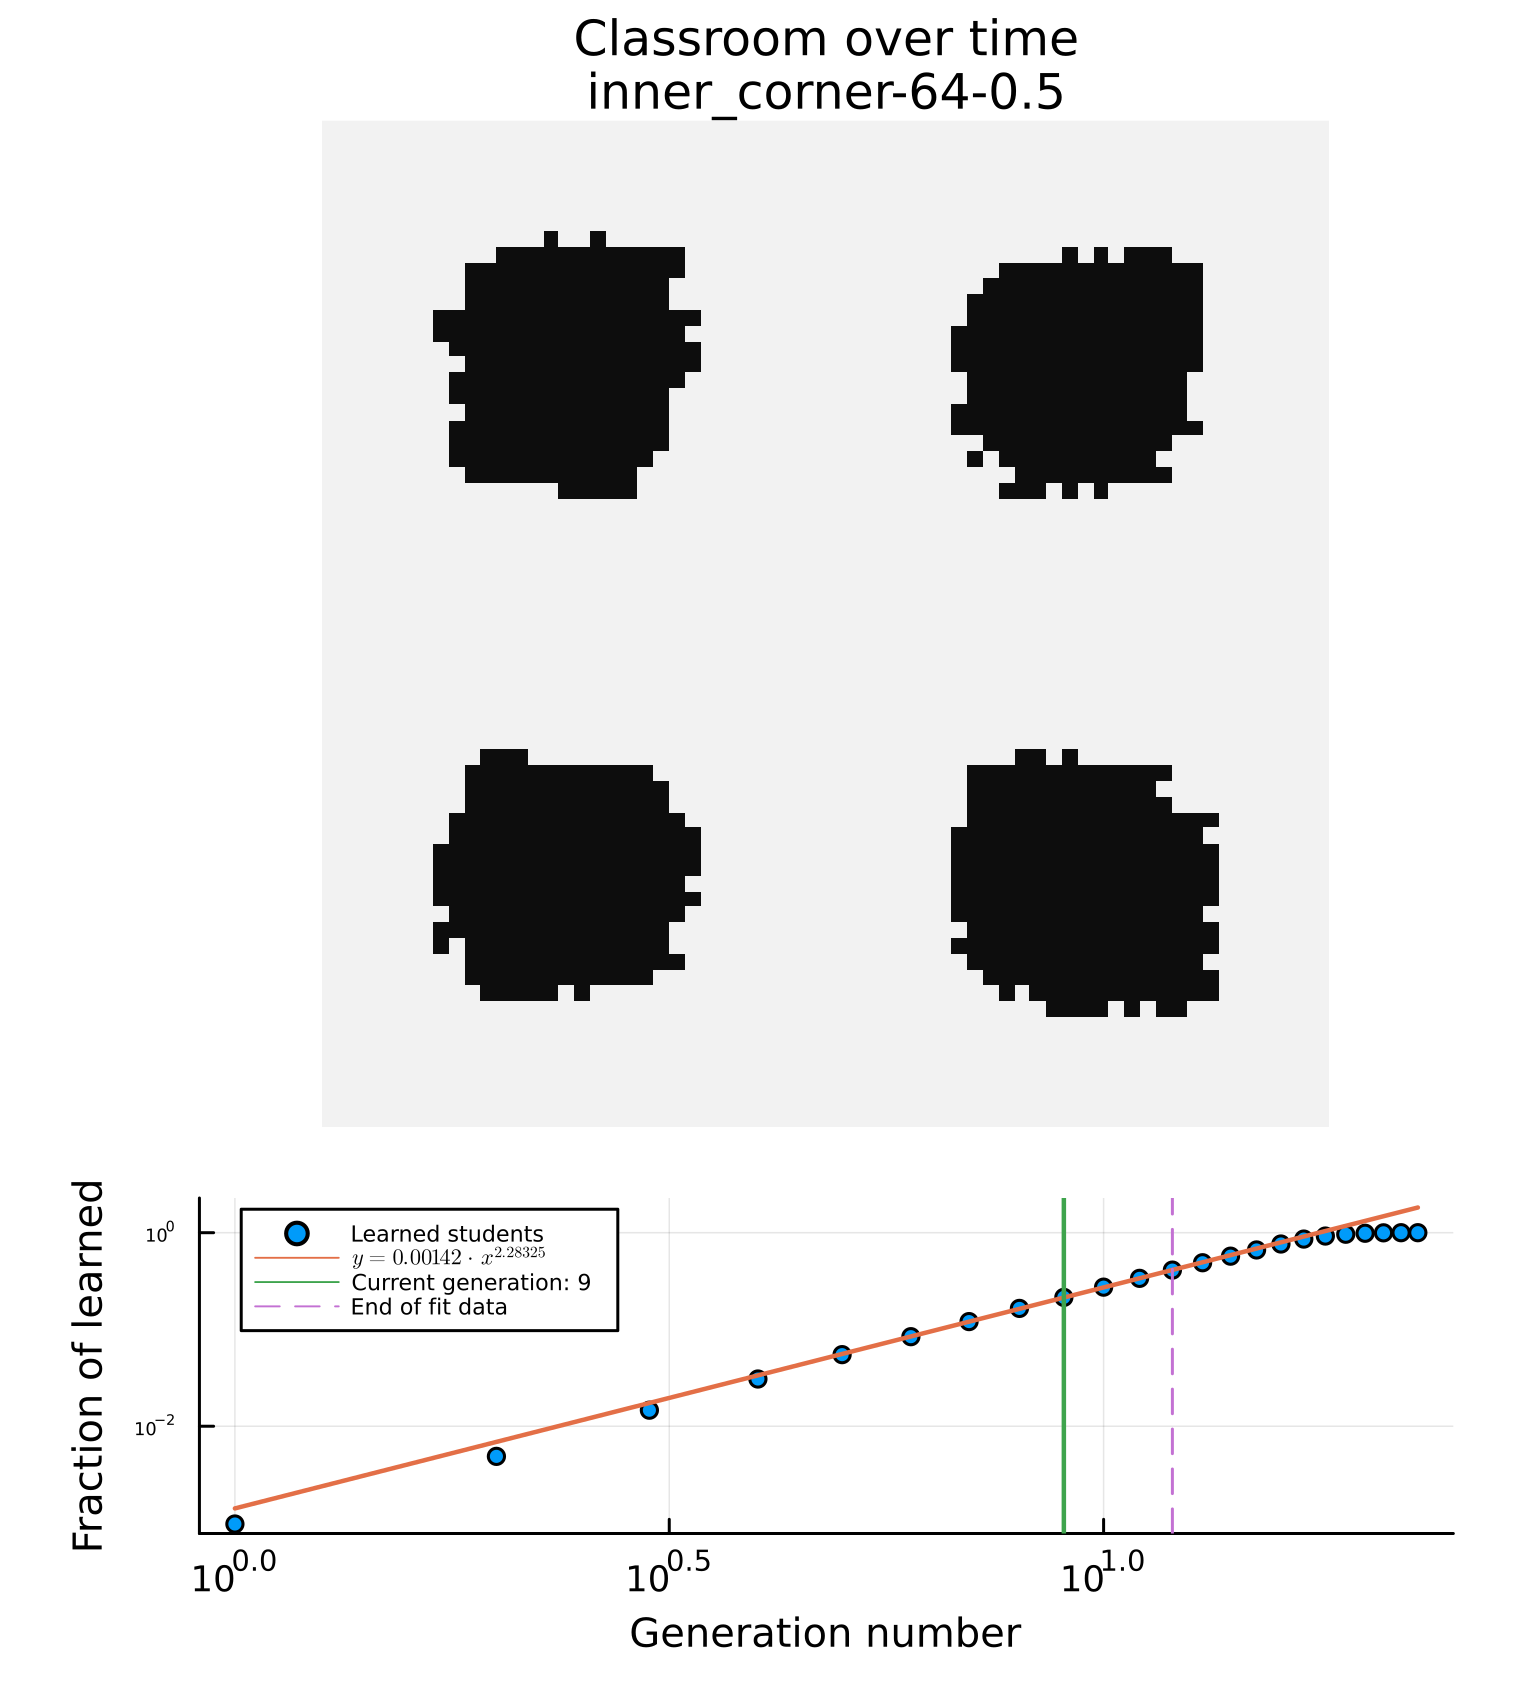 Classroom over time
inner_corner-64-0.5
Fraction of learned
10^0
10^−2
Learned students
y = 0.00142 · x^2.28325
Current generation: 9
End of fit data
10^0.0
10^0.5
10^1.0
Generation number